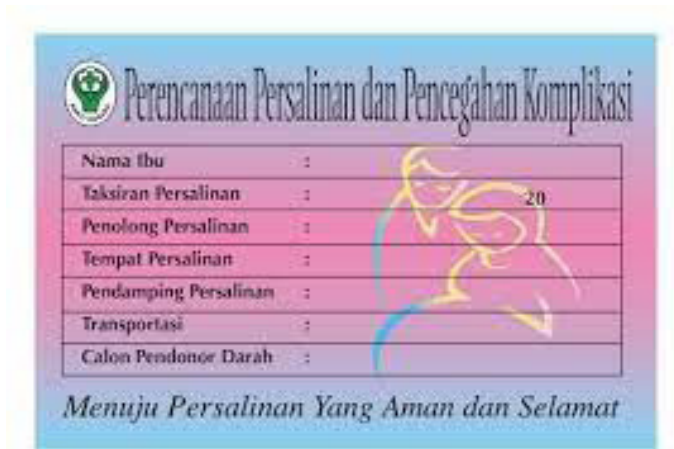 Perencanaan Persalinan dan Pencegahan Komplikasi
Nama Ibu :
Taksiran Persalinan : 20
Penolong Persalinan :
Tempat Persalinan :
Pendamping Persalinan :
Transportasi :
Calon Pendonor Darah :
Menuju Persalinan Yang Aman dan Selamat